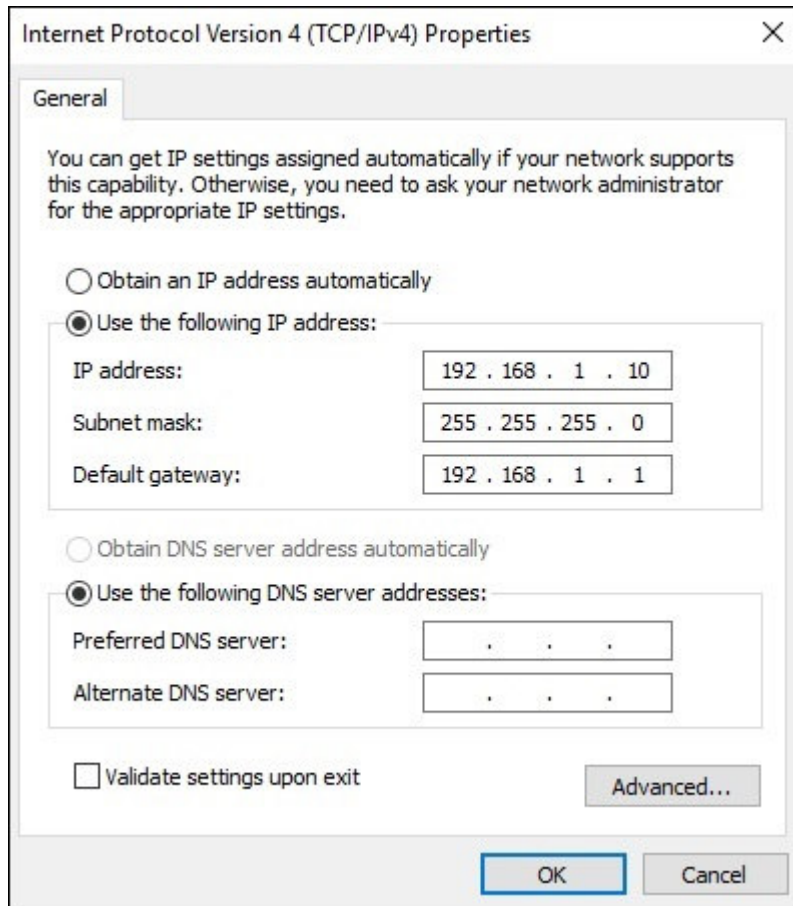 Internet Protocol Version 4 (TCP/IPv4) Properties
General
You can get IP settings assigned automatically if your network supports
this capability. Otherwise, you need to ask your network administrator
for the appropriate IP settings.
Obtain an IP address automatically
Use the following IP address:
IP address: 192 . 168 . 1 . 10
Subnet mask: 255 . 255 . 255 . 0
Default gateway: 192 . 168 . 1 . 1
Obtain DNS server address automatically
Use the following DNS server addresses:
Preferred DNS server: . . .
Alternate DNS server: . . .
Validate settings upon exit
Advanced...
OK Cancel